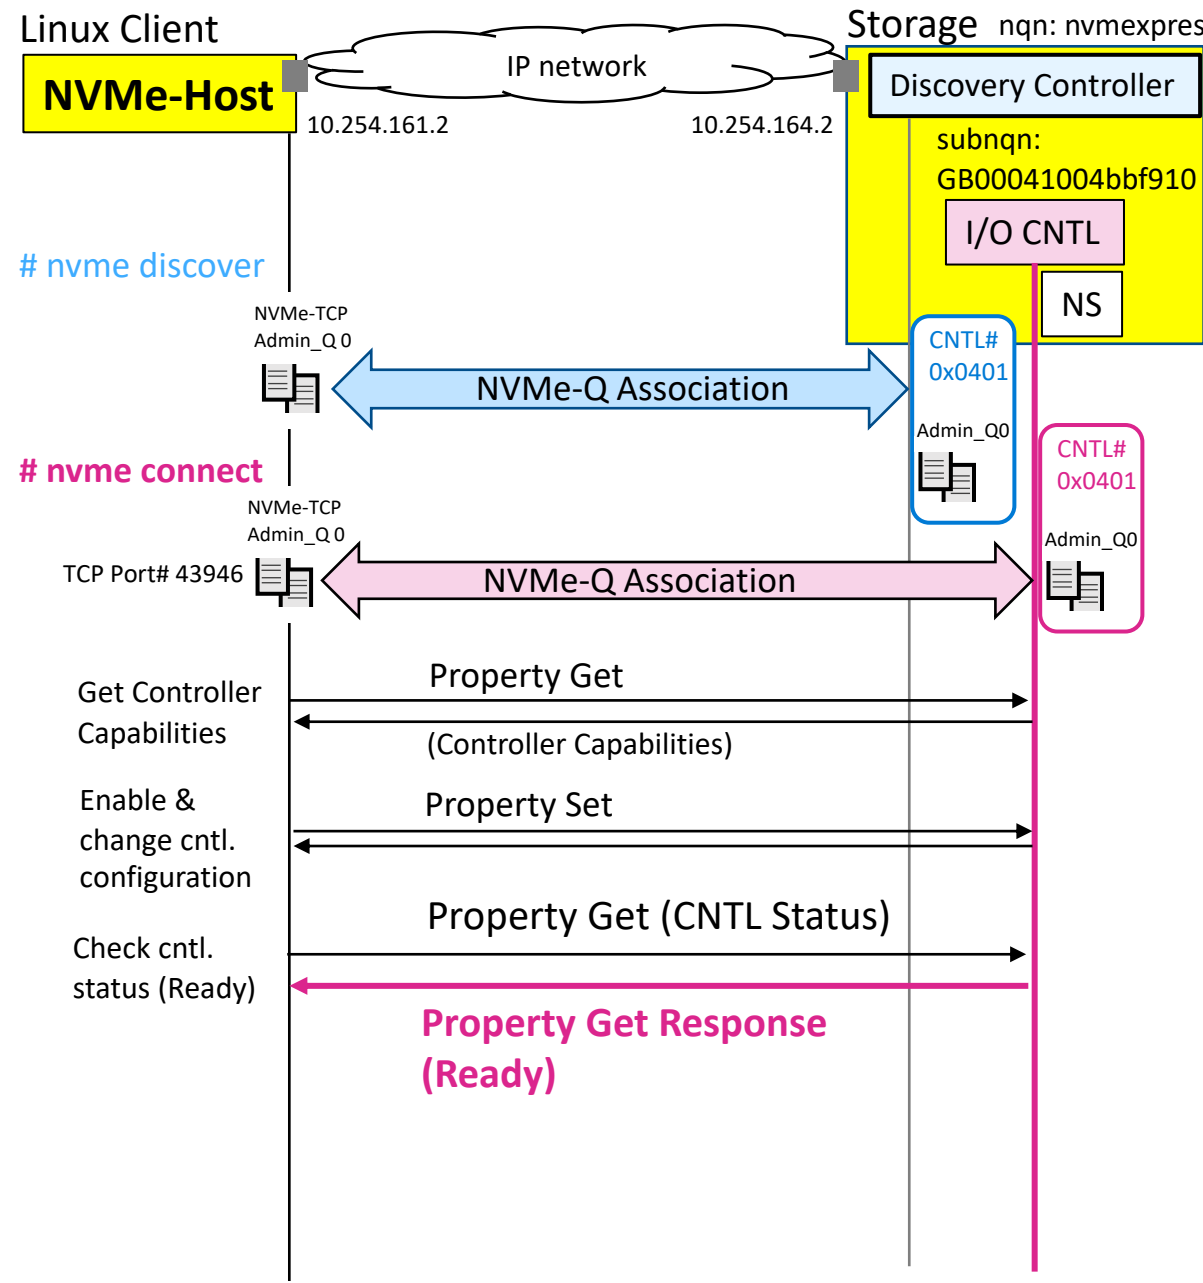 Linux Client
Storage nqn: nvmexpres
NVMe-Host
IP network
Discovery Controller
10.254.161.2
10.254.164.2
subnqn:
GB00041004bbf910
I/O CNTL
# nvme discover
NS
NVMe-TCP
Admin_Q 0
CNTL#
0x0401
NVMe-Q Association
Admin_Q0
# nvme connect
CNTL#
0x0401
NVMe-TCP
Admin_Q 0
Admin_Q0
TCP Port# 43946
NVMe-Q Association
Get Controller
Capabilities
Property Get
(Controller Capabilities)
Enable &
change cntl.
configuration
Property Set
Property Get (CNTL Status)
Check cntl.
status (Ready)
Property Get Response
(Ready)